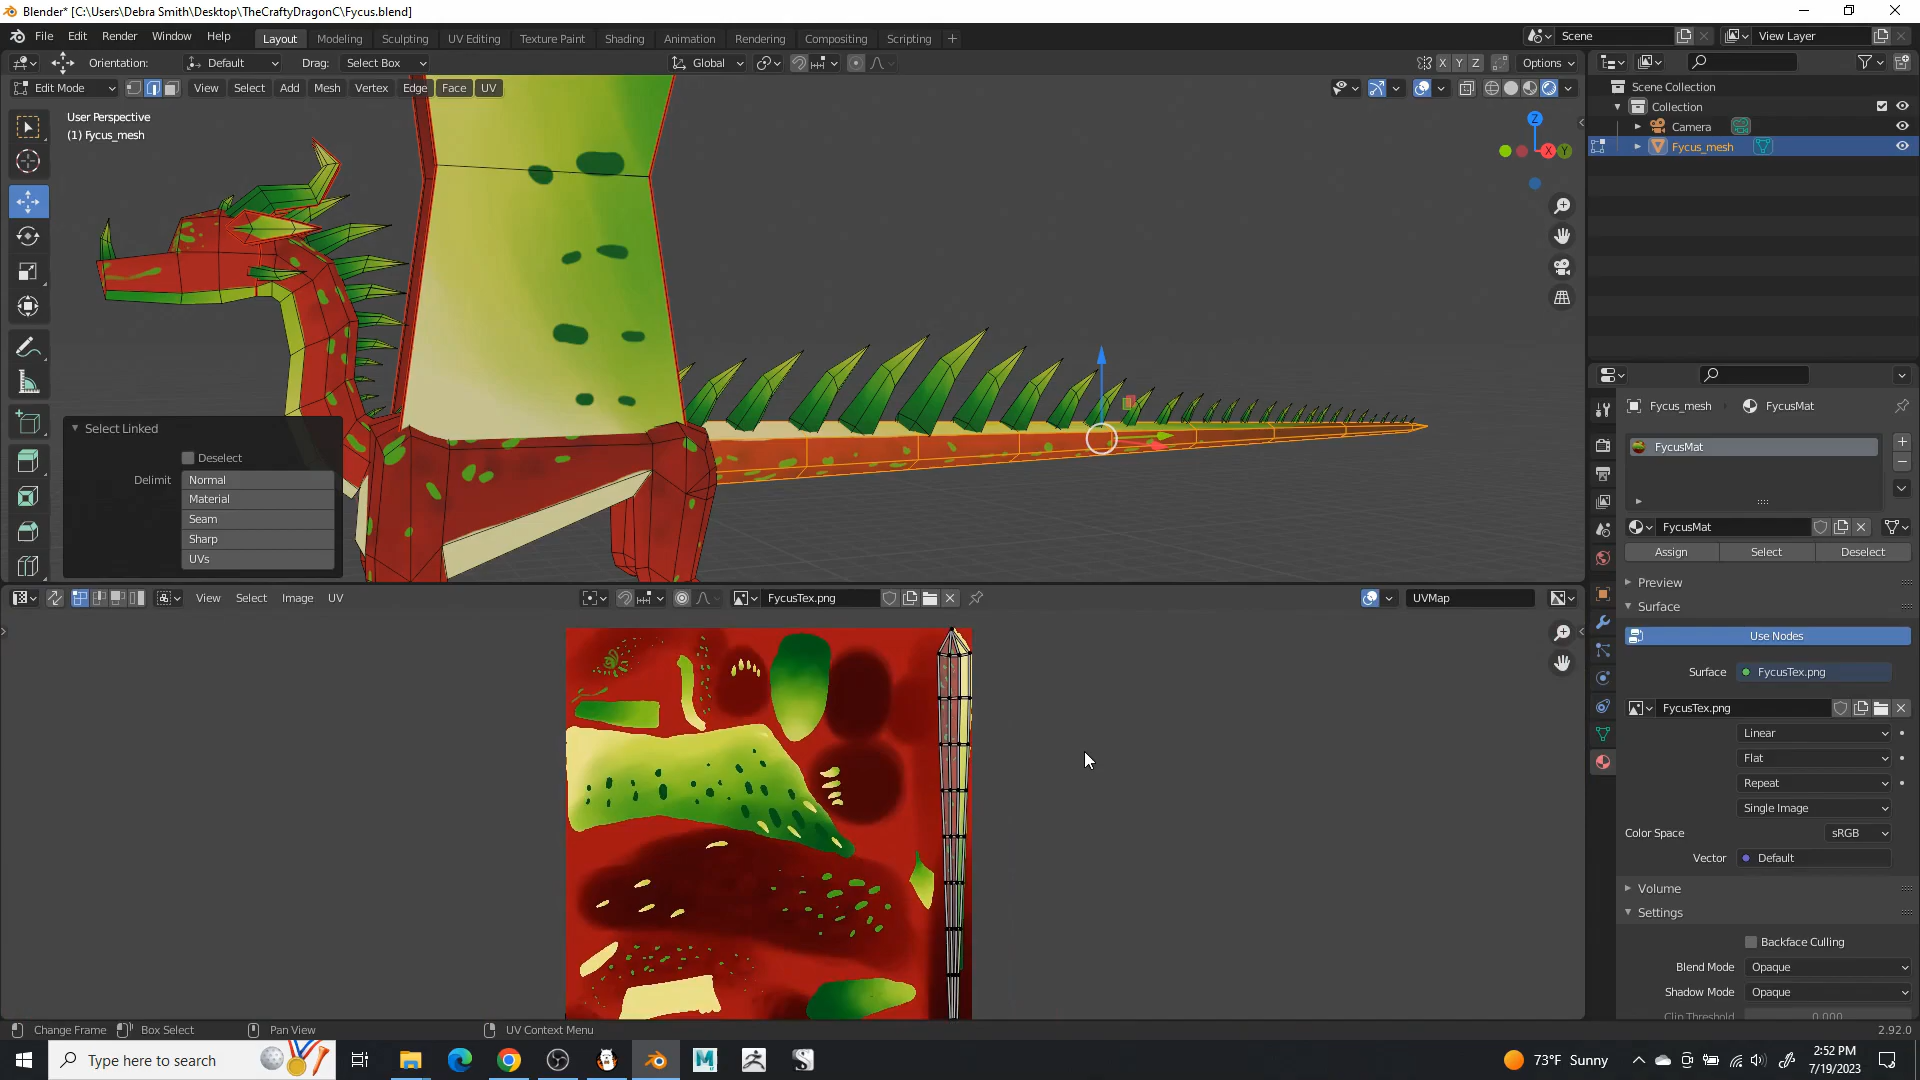 Blender* [C:\Users\Debra Smith\Desktop\TheCraftyDragonC\Fycus.blend]
File Edit Render Window Help Layout Modeling Sculpting UV Editing Texture Paint Shading Animation Rendering Compositing Scripting + Scene View Layer
Orientation: Default Drag: Select Box Global X Y Z Options
Edit Mode View Select Add Mesh Vertex Edge Face UV
User Perspective
(1) Fycus_mesh
Z
X
Y
Select Linked
Deselect
Delimit Normal
Material
Seam
Sharp
UVs
Scene Collection
Collection
Camera
Fycus_mesh
Fycus_mesh FycusMat
FycusMat
FycusMat
Assign Select Deselect
Preview
Surface
Use Nodes
Surface FycusTex.png
FycusTex.png
Linear
Flat
Repeat
Single Image
Color Space sRGB
Vector Default
Volume
Settings
Backface Culling
Blend Mode Opaque
Shadow Mode Opaque
Clip Threshold 0.000
View Select Image UV FycusTex.png UVMap
Change Frame Box Select Pan View UV Context Menu 2.92.0
Type here to search
73°F Sunny
2:52 PM
7/19/2023